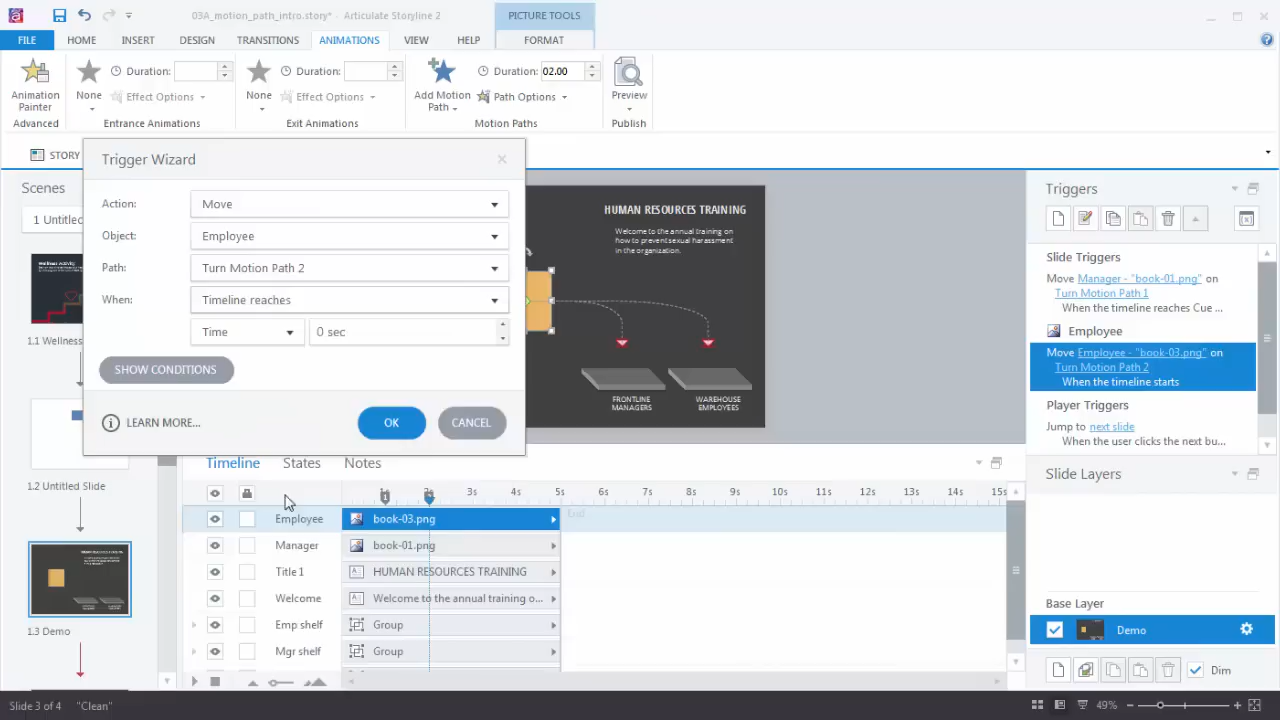 03A_motion_path_intro.story* - Articulate Storyline 2
PICTURE TOOLS
FILE
HOME
INSERT
DESIGN
TRANSITIONS
ANIMATIONS
VIEW
HELP
FORMAT
Animation
Painter
None
Duration:
Effect Options
None
Duration:
Effect Options
Add Motion
Path
Duration:
02.00
Path Options
Preview
Advanced
Entrance Animations
Exit Animations
Motion Paths
Publish
STORY
Scenes
1 Untitled
1.1 Wellness
1.2 Untitled Slide
1.3 Demo
Trigger Wizard
Action:
Move
Object:
Employee
Path:
Turn Motion Path 2
When:
Timeline reaches
Time
0 sec
SHOW CONDITIONS
LEARN MORE...
OK
CANCEL
HUMAN RESOURCES TRAINING
Welcome to the annual training on
how to prevent sexual harassment
in the organization.
FRONTLINE
MANAGERS
WAREHOUSE
EMPLOYEES
Timeline
States
Notes
1s
2s
3s
4s
5s
6s
7s
8s
9s
10s
11s
12s
13s
14s
15s
Employee
book-03.png
End
Manager
book-01.png
Title 1
HUMAN RESOURCES TRAINING
Welcome
Welcome to the annual training o...
Emp shelf
Group
Mgr shelf
Group
Triggers
Slide Triggers
Move Manager - "book-01.png" on
Turn Motion Path 1
When the timeline reaches Cue ...
Employee
Move Employee - "book-03.png" on
Turn Motion Path 2
When the timeline starts
Player Triggers
Jump to next slide
When the user clicks the next bu...
Slide Layers
Base Layer
Demo
Dim
Slide 3 of 4
"Clean"
49%